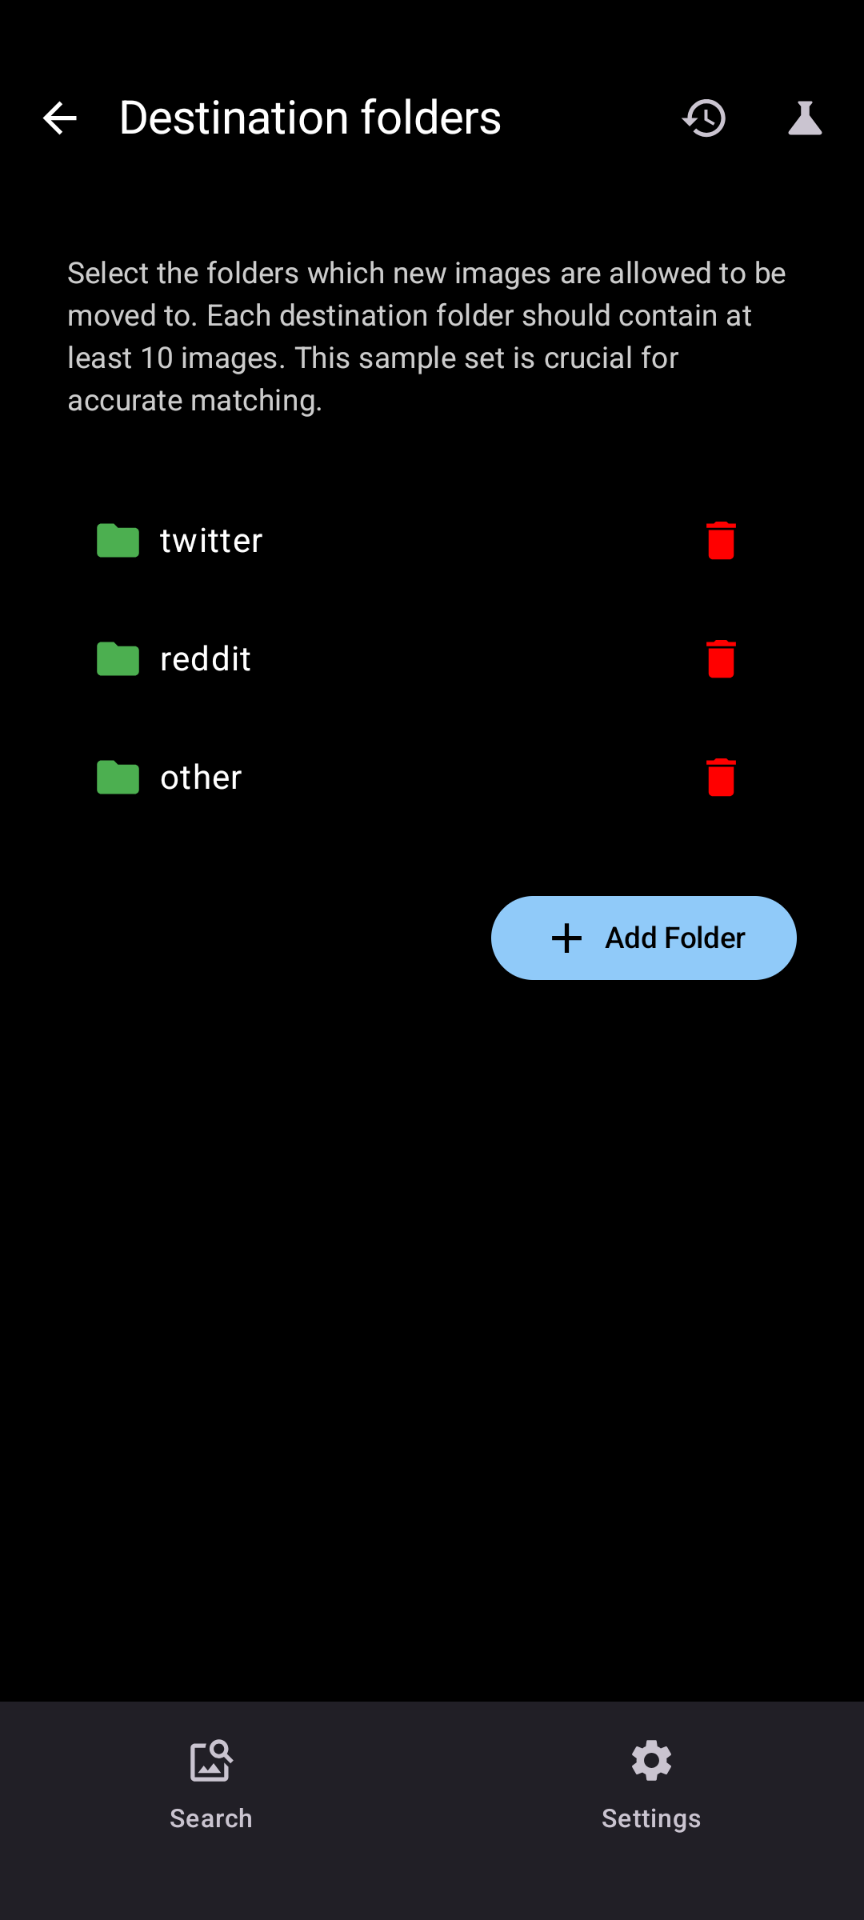 Destination folders
Select the folders which new images are allowed to be
moved to. Each destination folder should contain at
least 10 images. This sample set is crucial for
accurate matching.
twitter
reddit
other
Add Folder
Search
Settings